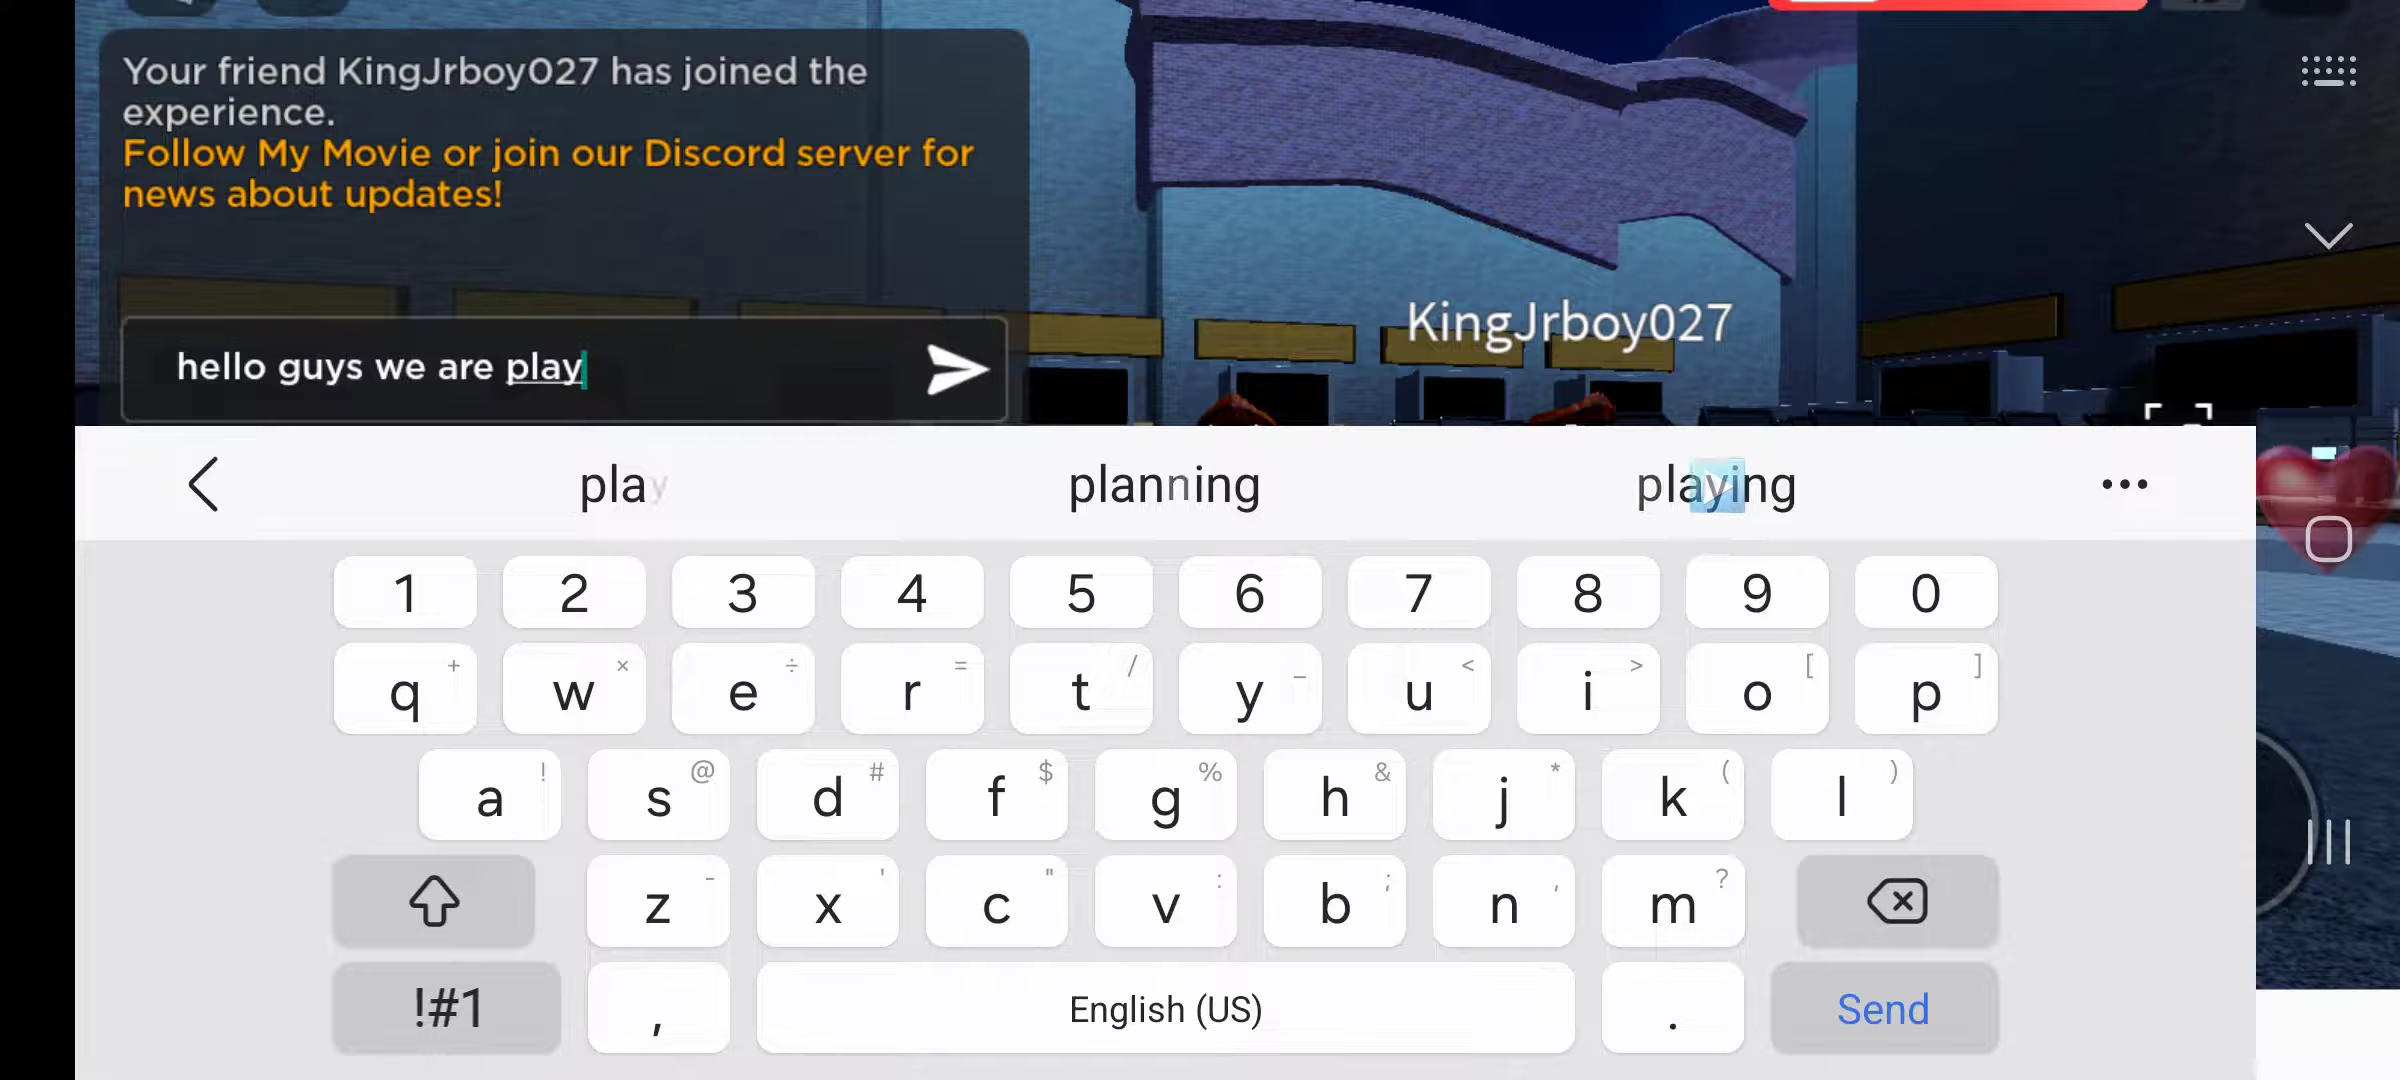 Your friend KingJrboy027 has joined the
experience.
Follow My Movie or join our Discord server for
news about updates!
KingJrboy027
hello guys we are play
play planning playing •••
1 2 3 4 5 6 7 8 9 0
q + w × e ÷ r = t / y _ u < i > o [ p ]
a ! s @ d # f $ g % h & j * k ( l )
z - x ' c " v : b ; n , m ?
!#1 , English (US) . Send